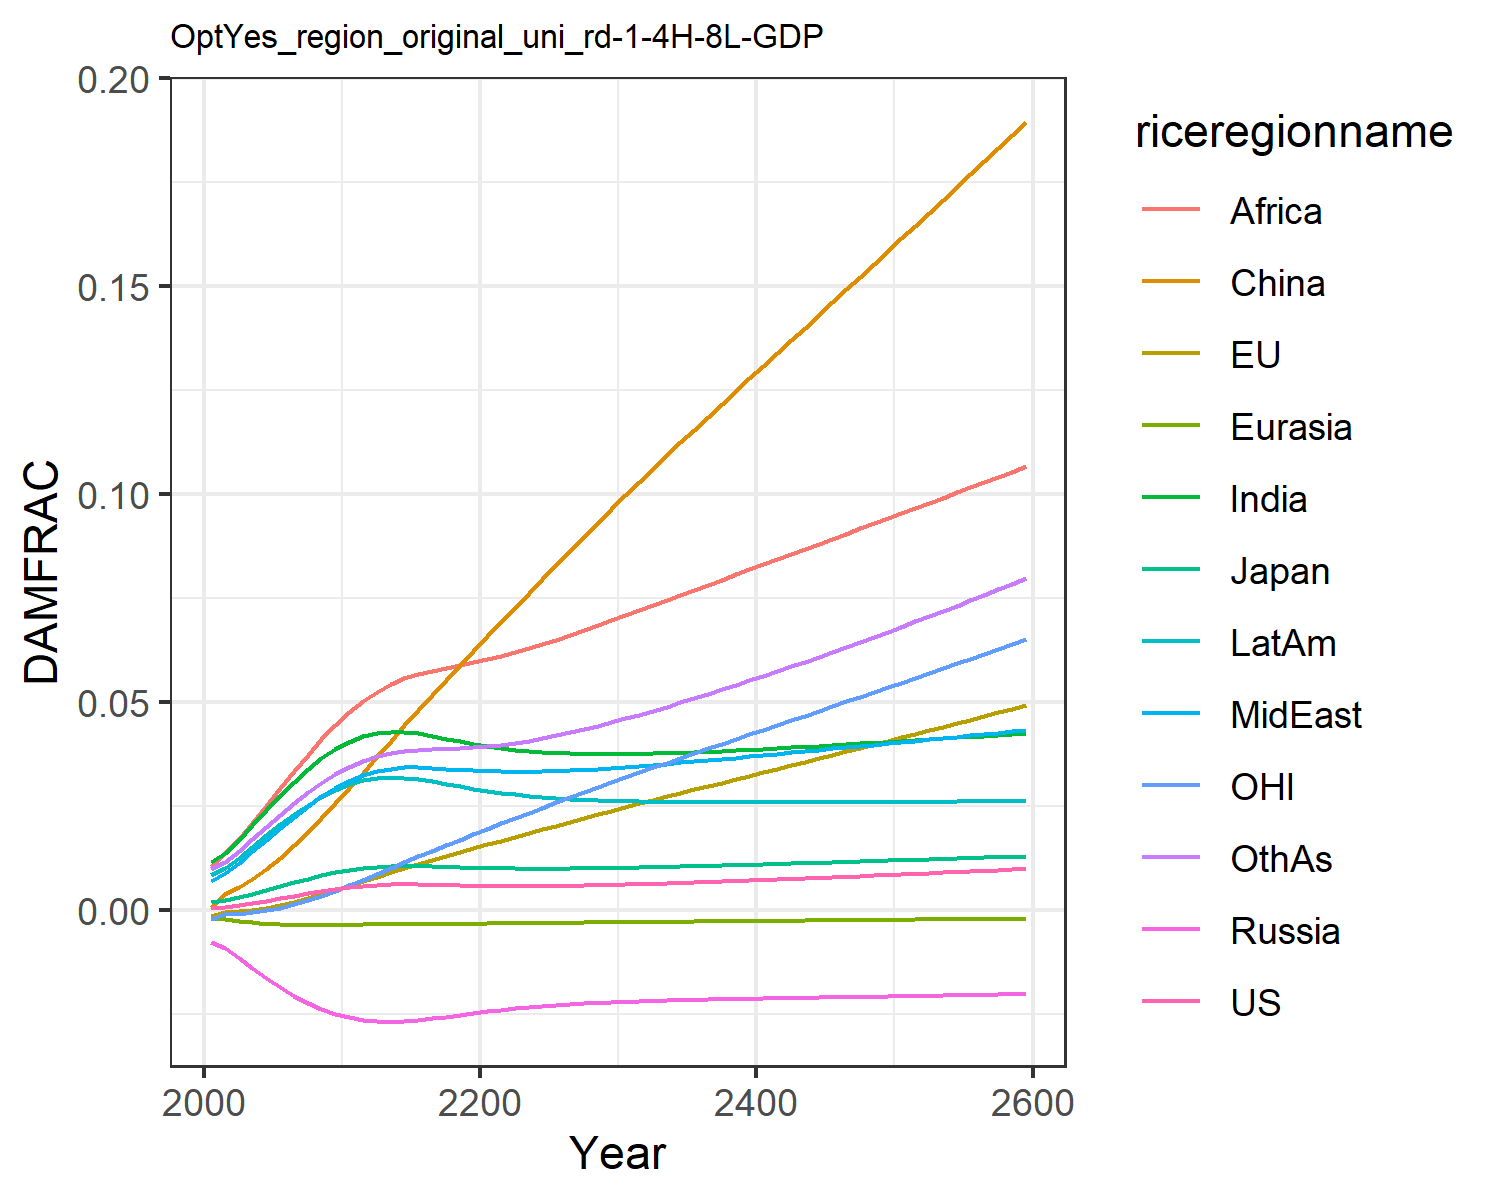 OptYes_region_original_uni_rd-1-4H-8L-GDP
0.20
0.15
0.10
0.05
0.00
DAMFRAC
2000 2200 2400 2600
Year
riceregionname
Africa
China
EU
Eurasia
India
Japan
LatAm
MidEast
OHI
OthAs
Russia
US